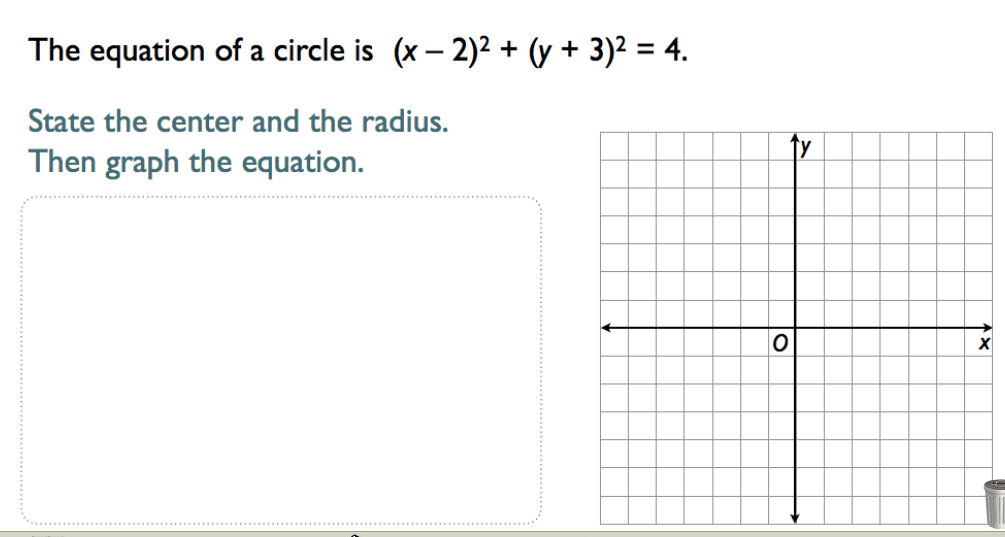 The equation of a circle is (x – 2)² + (y + 3)² = 4.
State the center and the radius.
Then graph the equation.
y
O
x